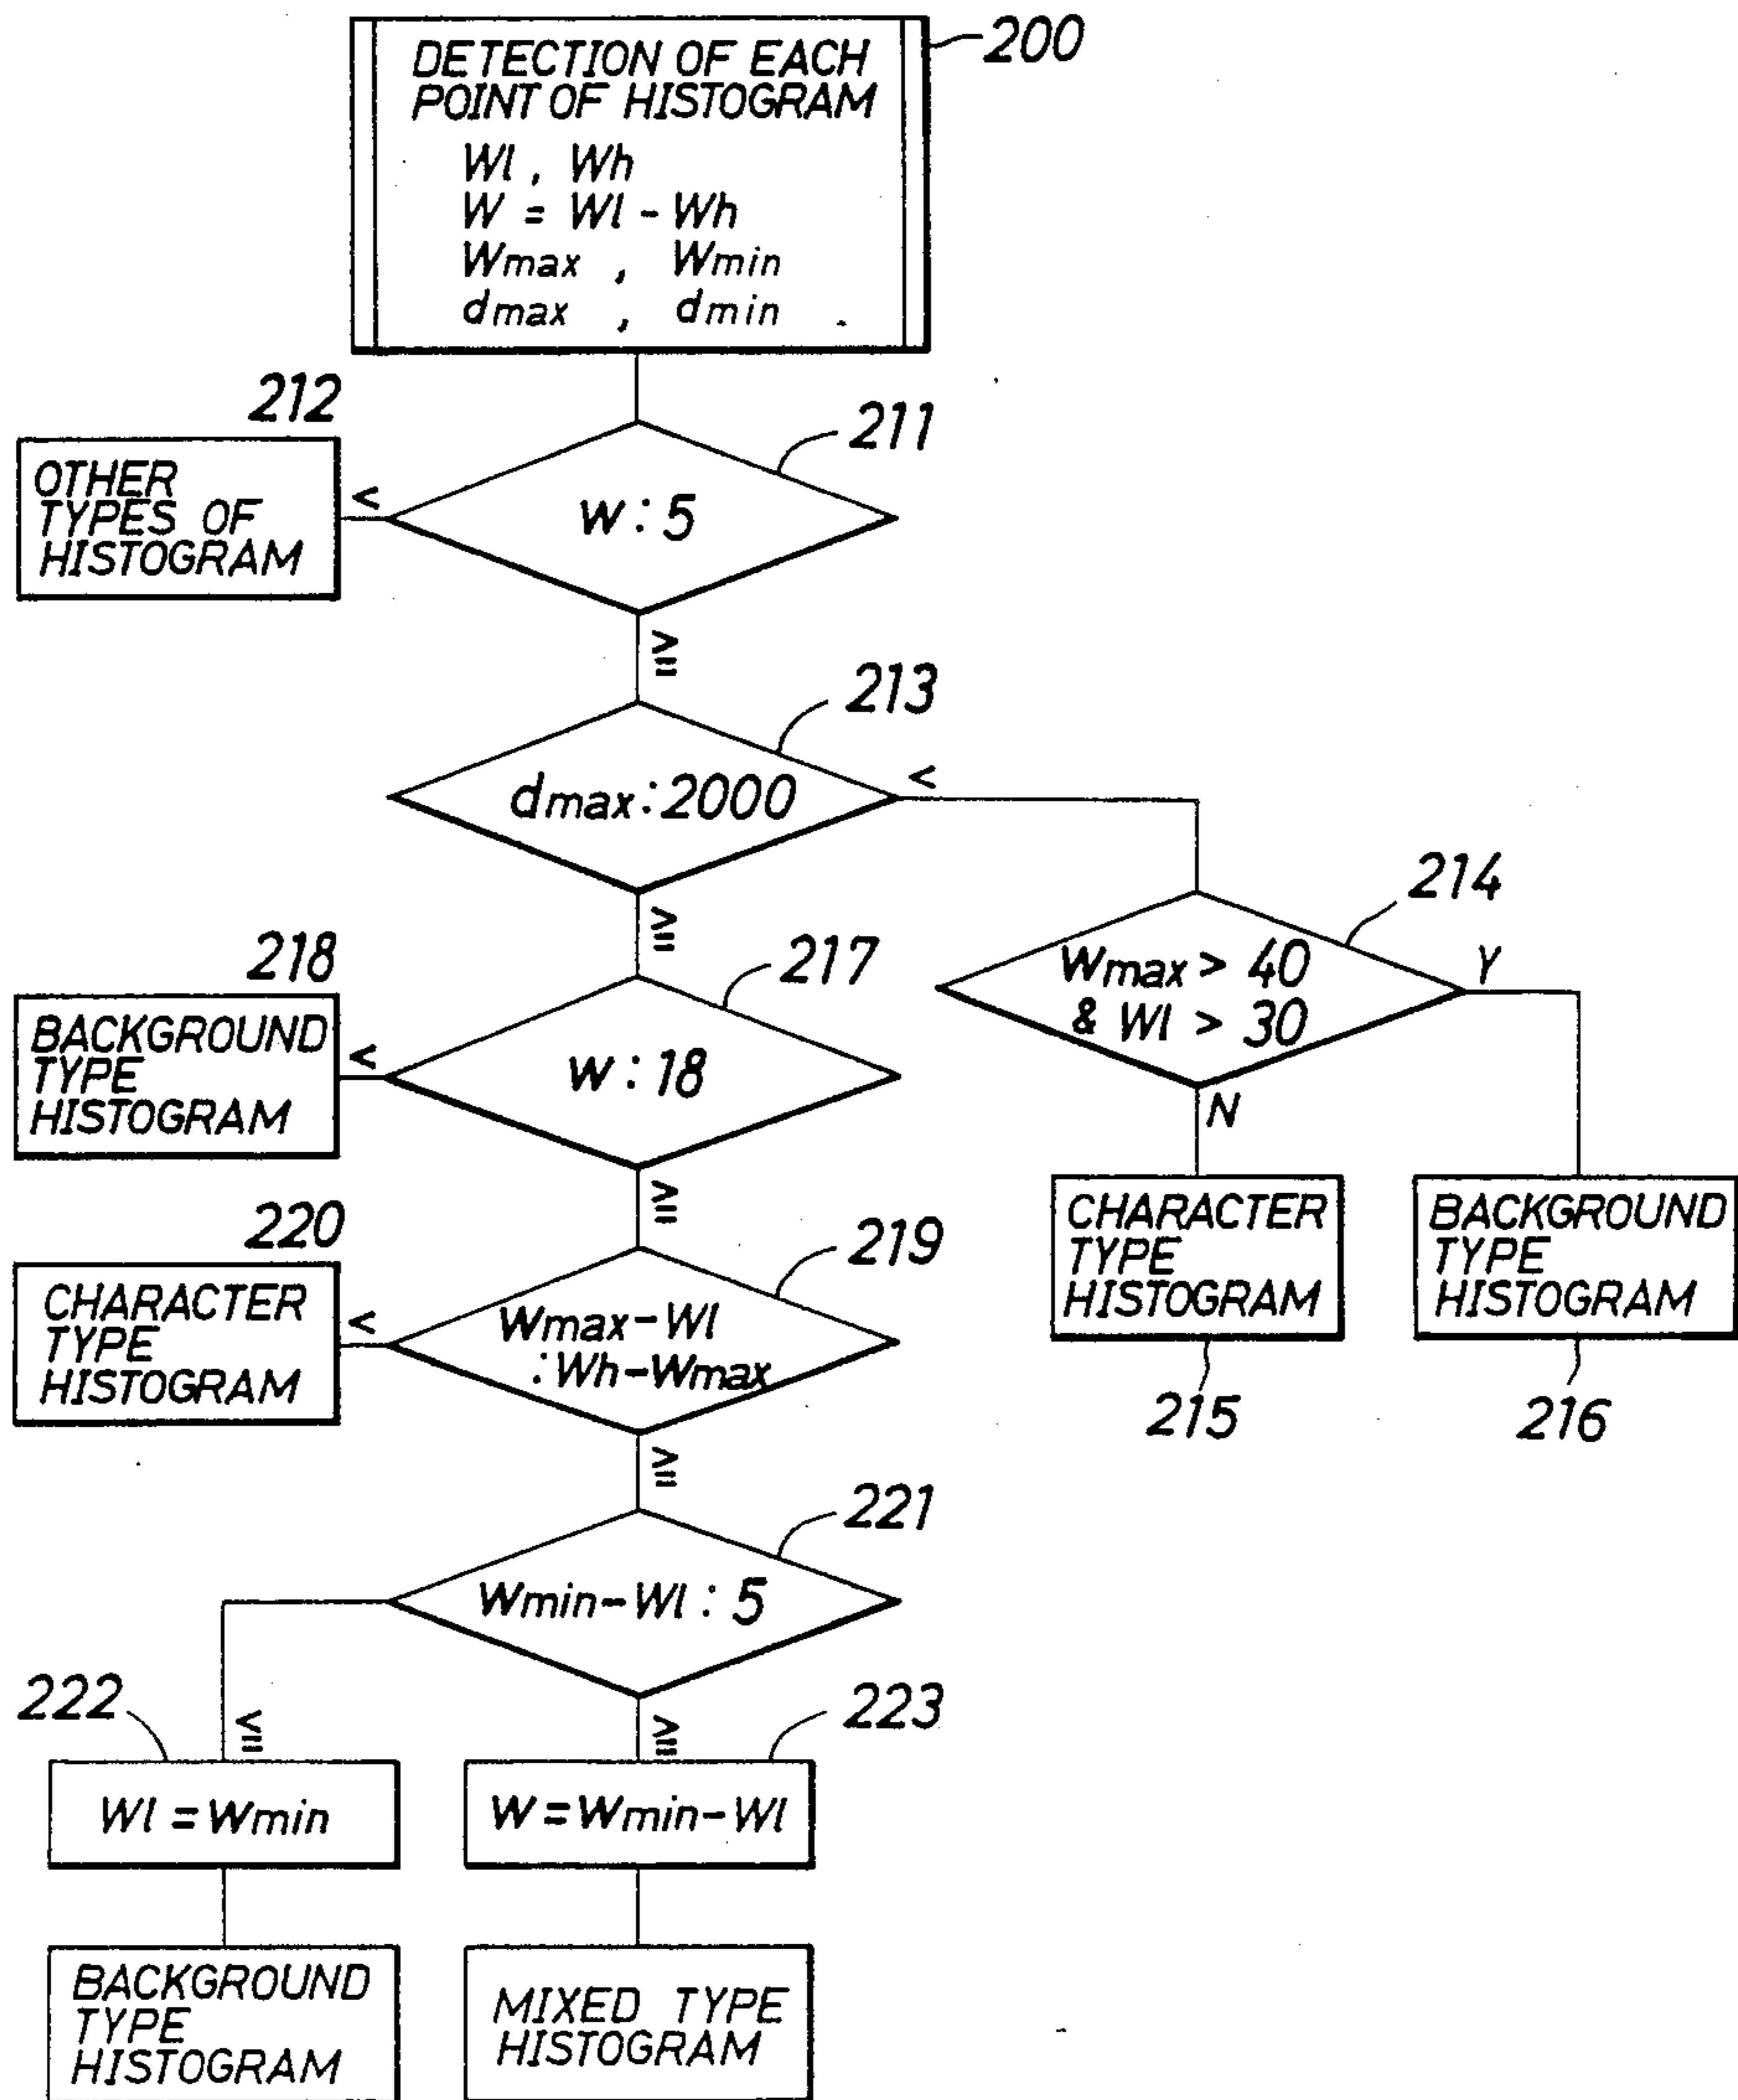 200
DETECTION OF EACH
POINT OF HISTOGRAM
Wl , Wh
W = Wl - Wh
Wmax , Wmin
dmax , dmin
212
211
OTHER
TYPES OF
HISTOGRAM
<
w : 5
≧
213
dmax : 2000
<
≧
214
Wmax > 40
& Wl > 30
Y
N
218
217
BACKGROUND
TYPE
HISTOGRAM
<
w : 18
≧
CHARACTER
TYPE
HISTOGRAM
215
BACKGROUND
TYPE
HISTOGRAM
216
220
219
CHARACTER
TYPE
HISTOGRAM
<
Wmax-Wl
: Wh-Wmax
≧
221
Wmin-Wl : 5
222
≦
≧
223
Wl = Wmin
W = Wmin-Wl
BACKGROUND
TYPE
HISTOGRAM
MIXED TYPE
HISTOGRAM